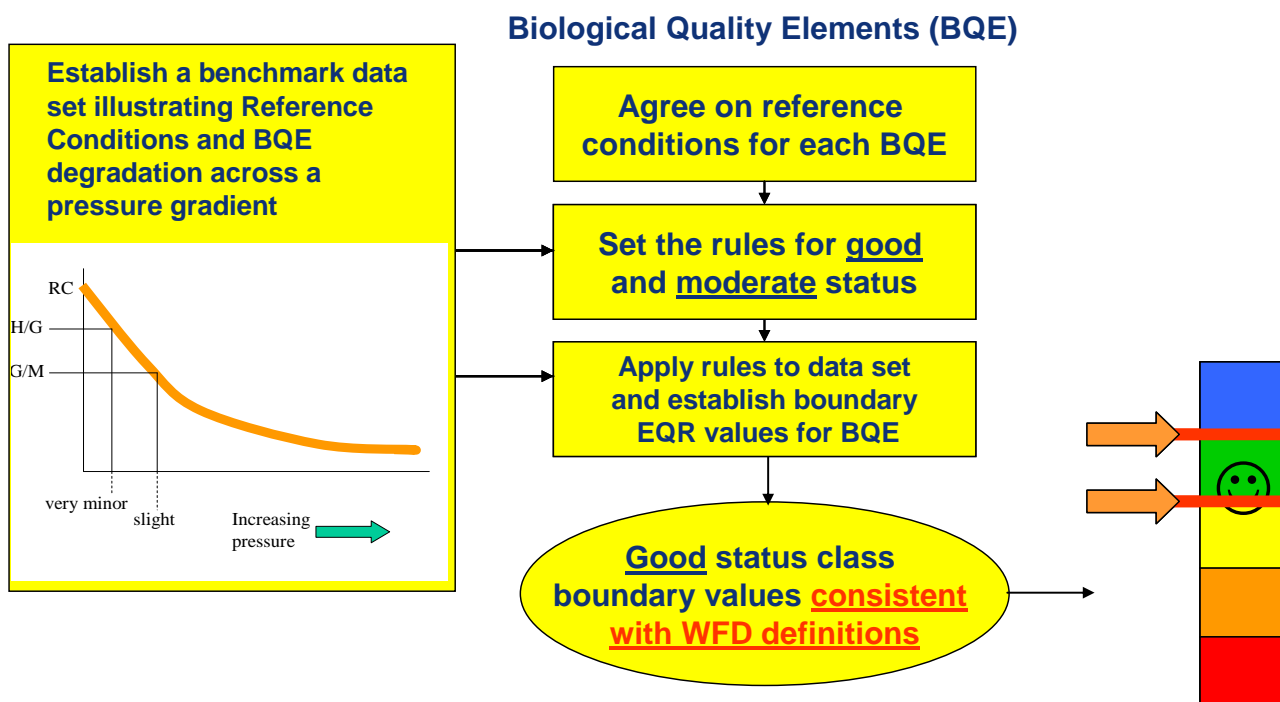 Biological Quality Elements (BQE)
Establish a benchmark data
set illustrating Reference
Conditions and BQE
degradation across a
pressure gradient
RC
H/G
G/M
very minor
slight
Increasing
pressure
Agree on reference
conditions for each BQE
Set the rules for good
and moderate status
Apply rules to data set
and establish boundary
EQR values for BQE
Good status class
boundary values consistent
with WFD definitions